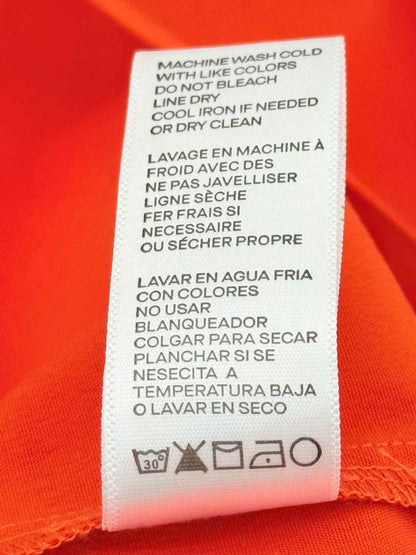 MACHINE WASH COLD
WITH LIKE COLORS
DO NOT BLEACH
LINE DRY
COOL IRON IF NEEDED
OR DRY CLEAN
LAVAGE EN MACHINE À
FROID AVEC DES
NE PAS JAVELLISER
LIGNE SÈCHE
FER FRAIS SI
NECESSAIRE
OU SÉCHER PROPRE
LAVAR EN AGUA FRIA
CON COLORES
NO USAR
BLANQUEADOR
COLGAR PARA SECAR
PLANCHAR SI SE
NESECITA A
TEMPERATURA BAJA
O LAVAR EN SECO
30°